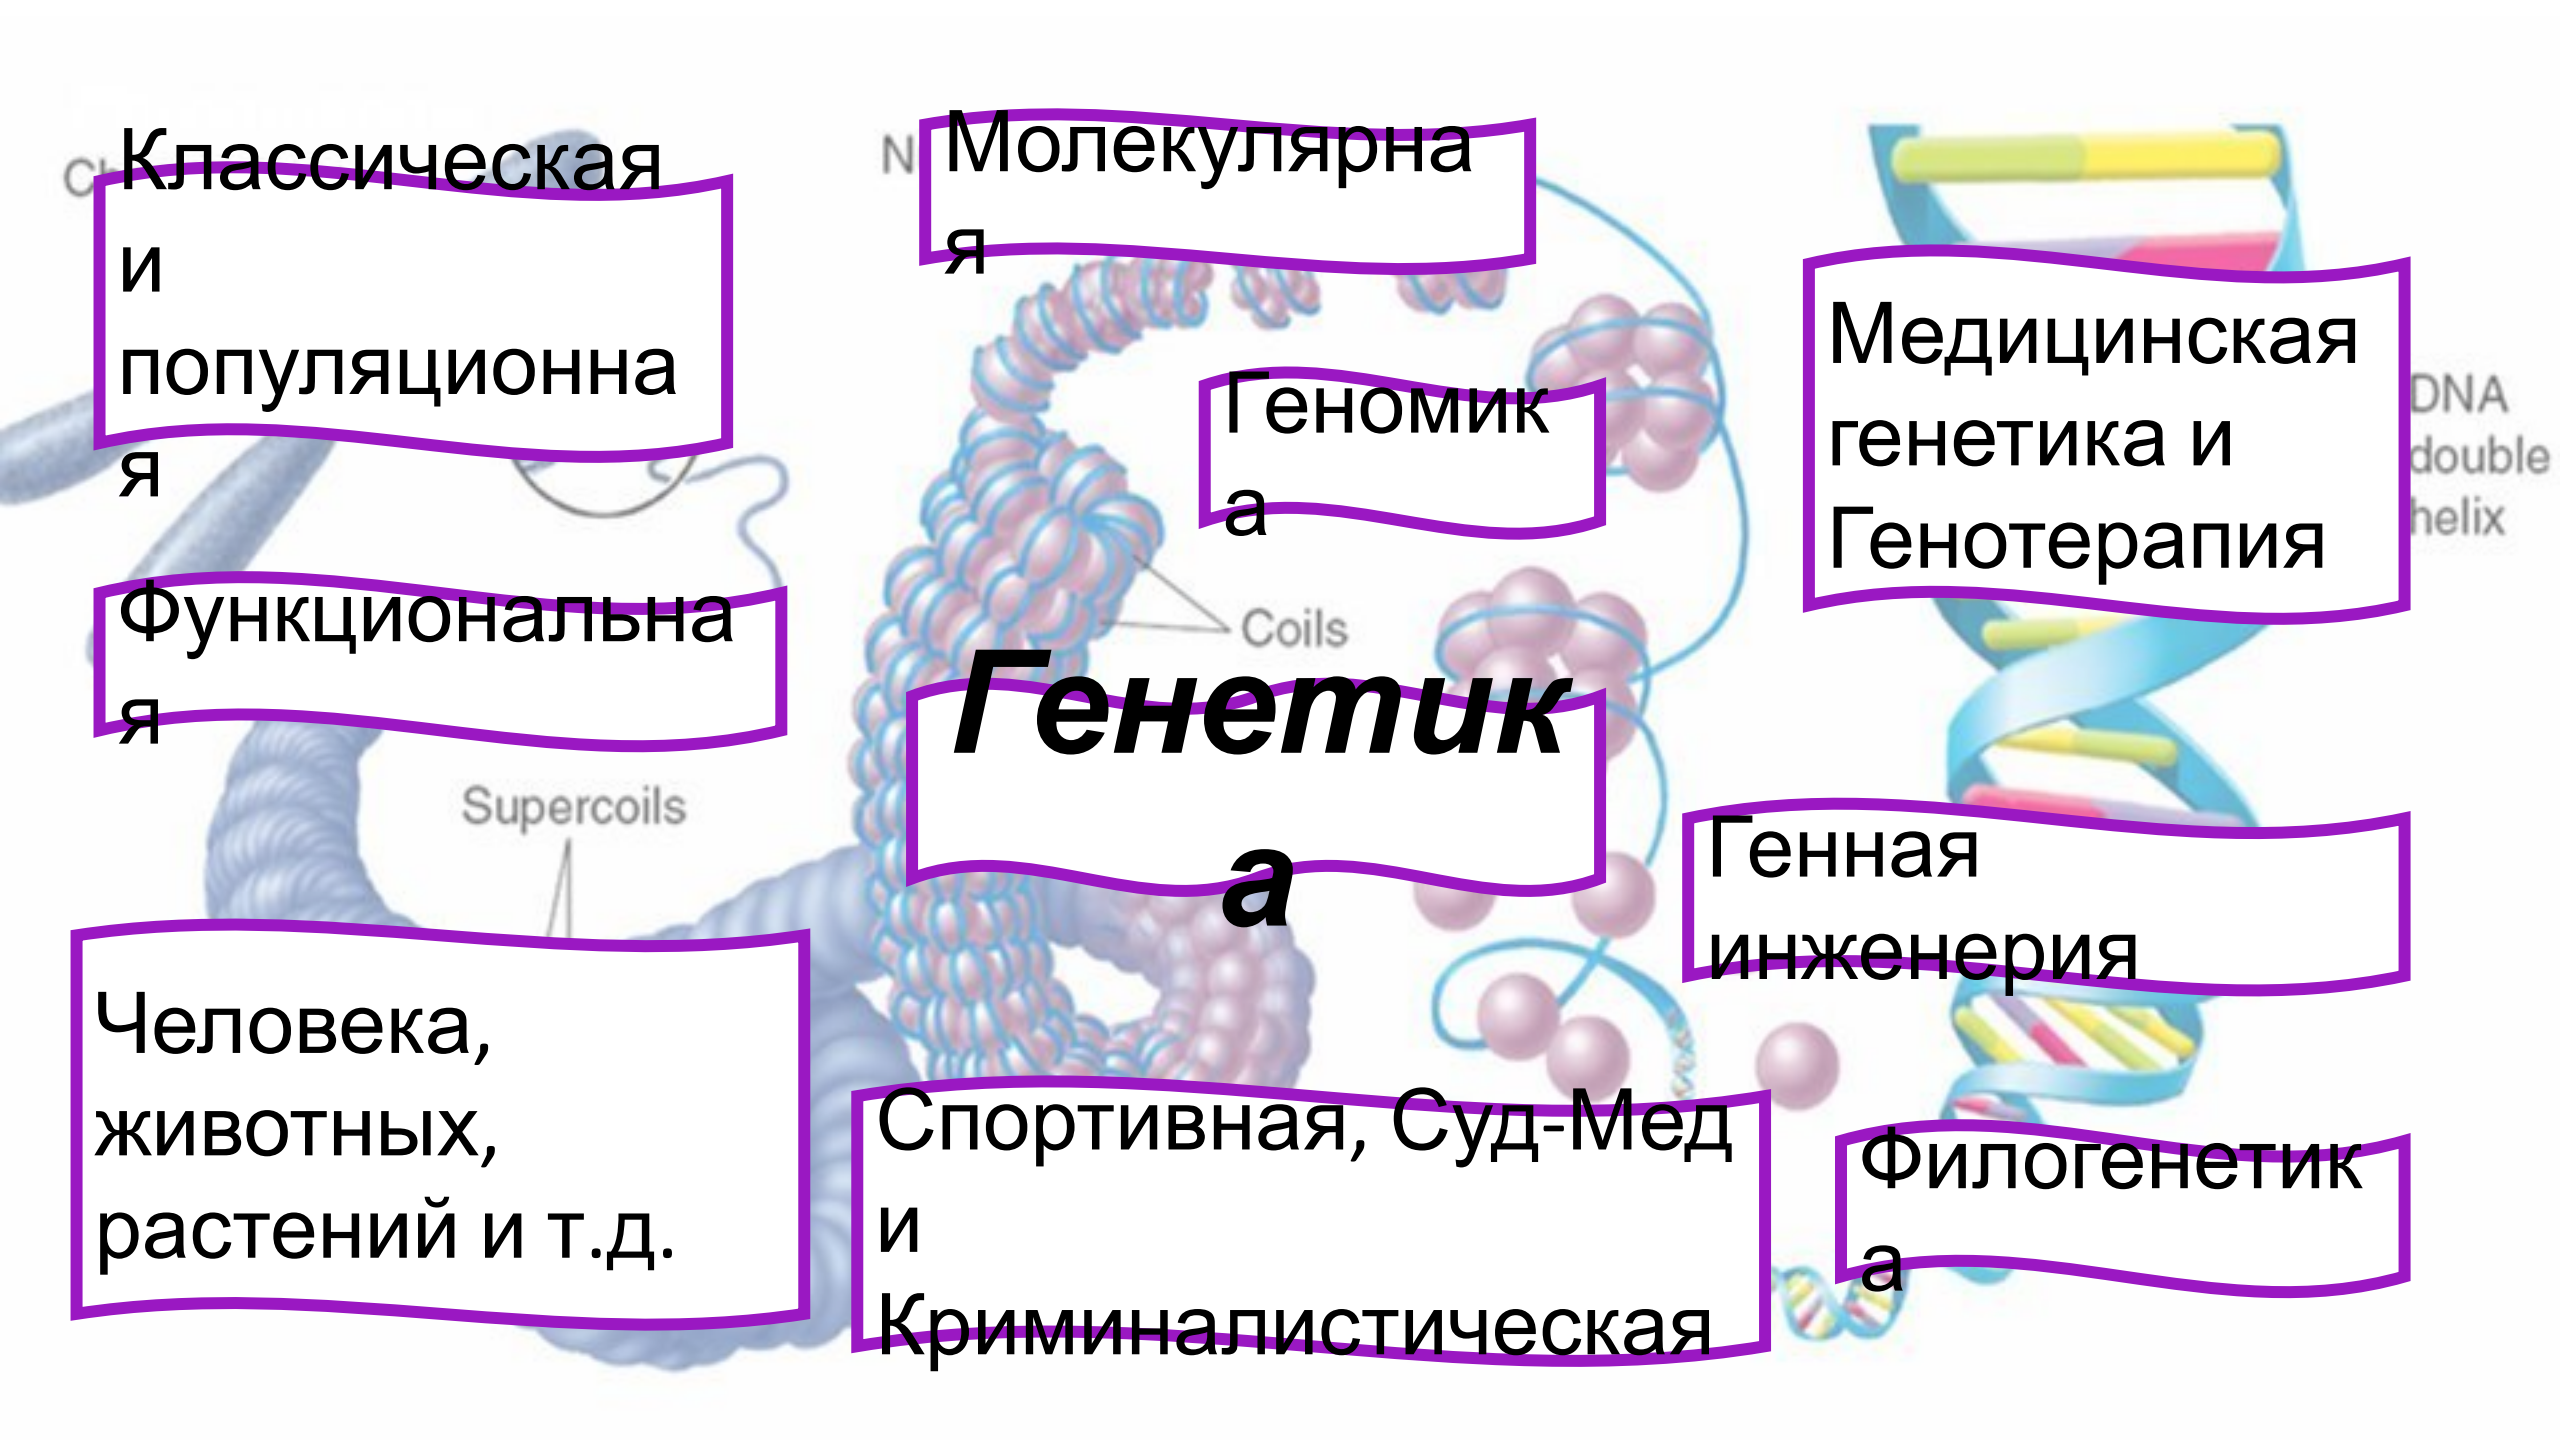 Классическая
и
популяционна
я
Молекулярна
я
Геномик
а
Медицинская
генетика и
Генотерапия
DNA
double
helix
Функциональна
я
Coils
Генетик
а
Supercoils
Генная
инженерия
Человека,
животных,
растений и т.д.
Спортивная, Суд-Мед
и
Криминалистическая
Филогенетик
а